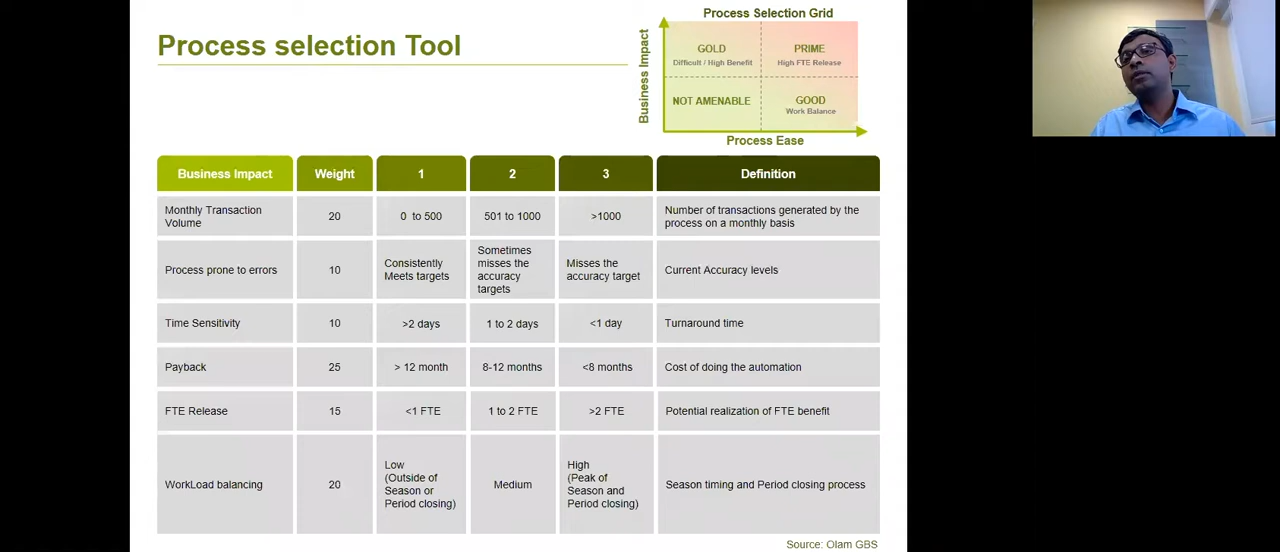 Process selection Tool
Process Selection Grid
Business Impact
GOLD
Difficult / High Benefit
PRIME
High FTE Release
NOT AMENABLE
GOOD
Work Balance
Process Ease
Business Impact
Weight
1
2
3
Definition
Monthly Transaction
Volume
20
0 to 500
501 to 1000
>1000
Number of transactions generated by the
process on a monthly basis
Process prone to errors
10
Consistently
Meets targets
Sometimes
misses the
accuracy
targets
Misses the
accuracy target
Current Accuracy levels
Time Sensitivity
10
>2 days
1 to 2 days
<1 day
Turnaround time
Payback
25
> 12 month
8-12 months
<8 months
Cost of doing the automation
FTE Release
15
<1 FTE
1 to 2 FTE
>2 FTE
Potential realization of FTE benefit
WorkLoad balancing
20
Low
(Outside of
Season or
Period closing)
Medium
High
(Peak of
Season and
Period closing)
Season timing and Period closing process
Source: Olam GBS